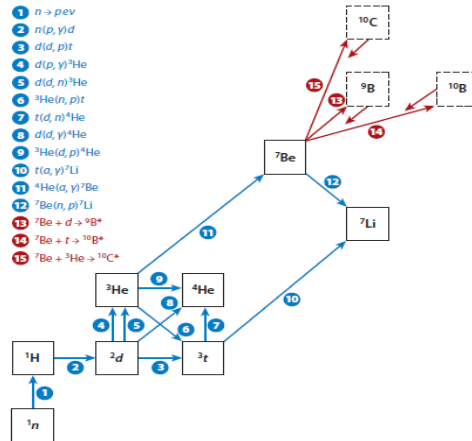 1 n → p e ν
2 n(p, γ)d
3 d(d, p)t
4 d(p, γ)³He
5 d(d, n)³He
6 ³He(n, p)t
7 t(d, n)⁴He
8 d(d, γ)⁴He
9 ³He(d, p)⁴He
10 t(α, γ)⁷Li
11 ⁴He(α, γ)⁷Be
12 ⁷Be(n, p)⁷Li
13 ⁷Be + d → ⁹B*
14 ⁷Be + t → ¹⁰B*
15 ⁷Be + ³He → ¹⁰C*
¹⁰C
15 13 ⁹B ¹⁰B
14
⁷Be
12
⁷Li
11
³He 9 ⁴He
8 10
4 5 6 7
¹H 2 ²d 3 ³t
1
¹n